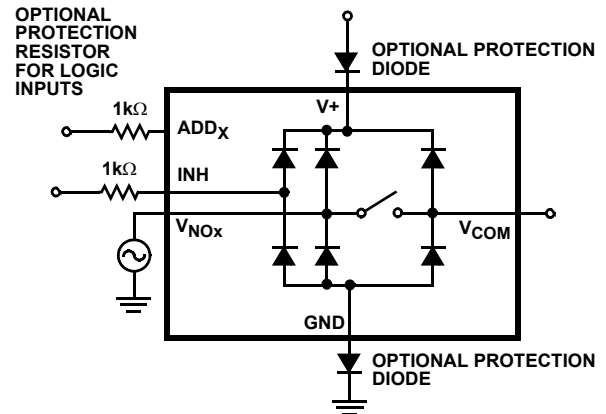 OPTIONAL
PROTECTION
RESISTOR
FOR LOGIC
INPUTS
OPTIONAL PROTECTION
DIODE
V+
1kΩ
ADDX
1kΩ
INH
VNOx
VCOM
GND
OPTIONAL PROTECTION
DIODE